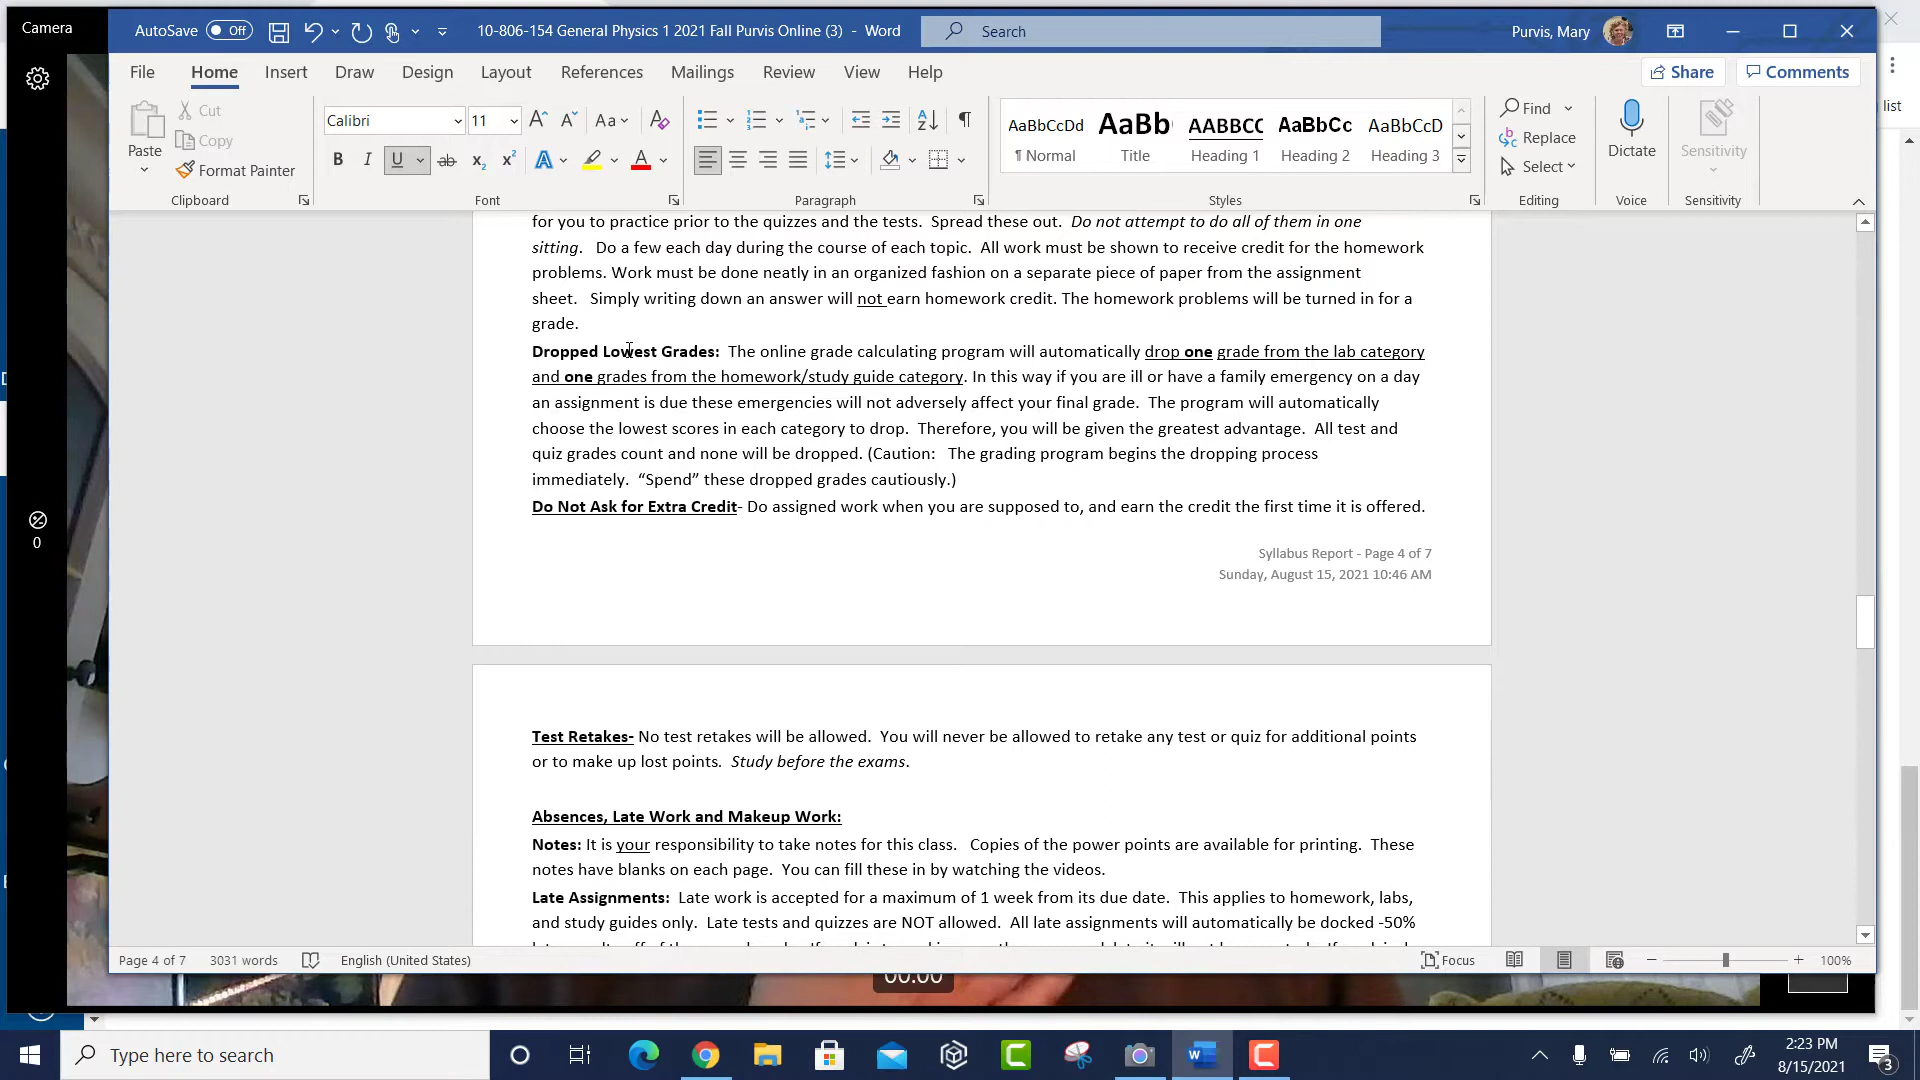 Camera
AutoSave Off
10-806-154 General Physics 1 2021 Fall Purvis Online (3) - Word
Search
Purvis, Mary
File Home Insert Draw Design Layout References Mailings Review View Help
Share Comments
list
Paste
Cut
Copy
Format Painter
Clipboard
Calibri 11
Font
Paragraph
AaBbCcDd AaBb AABBCC AaBbCc AaBbCcD
¶ Normal Title Heading 1 Heading 2 Heading 3
Styles
Find
Replace
Select
Editing
Dictate
Voice
Sensitivity
Sensitivity
for you to practice prior to the quizzes and the tests. Spread these out. Do not attempt to do all of them in one
sitting. Do a few each day during the course of each topic. All work must be shown to receive credit for the homework
problems. Work must be done neatly in an organized fashion on a separate piece of paper from the assignment
sheet. Simply writing down an answer will not earn homework credit. The homework problems will be turned in for a
grade.
Dropped Lowest Grades: The online grade calculating program will automatically drop one grade from the lab category
and one grades from the homework/study guide category. In this way if you are ill or have a family emergency on a day
an assignment is due these emergencies will not adversely affect your final grade. The program will automatically
choose the lowest scores in each category to drop. Therefore, you will be given the greatest advantage. All test and
quiz grades count and none will be dropped. (Caution: The grading program begins the dropping process
immediately. “Spend” these dropped grades cautiously.)
Do Not Ask for Extra Credit- Do assigned work when you are supposed to, and earn the credit the first time it is offered.
Syllabus Report - Page 4 of 7
Sunday, August 15, 2021 10:46 AM
Test Retakes- No test retakes will be allowed. You will never be allowed to retake any test or quiz for additional points
or to make up lost points. Study before the exams.
Absences, Late Work and Makeup Work:
Notes: It is your responsibility to take notes for this class. Copies of the power points are available for printing. These
notes have blanks on each page. You can fill these in by watching the videos.
Late Assignments: Late work is accepted for a maximum of 1 week from its due date. This applies to homework, labs,
and study guides only. Late tests and quizzes are NOT allowed. All late assignments will automatically be docked -50%
0
Page 4 of 7 3031 words English (United States)
Focus 100%
00:00
Type here to search
2:23 PM
8/15/2021
3